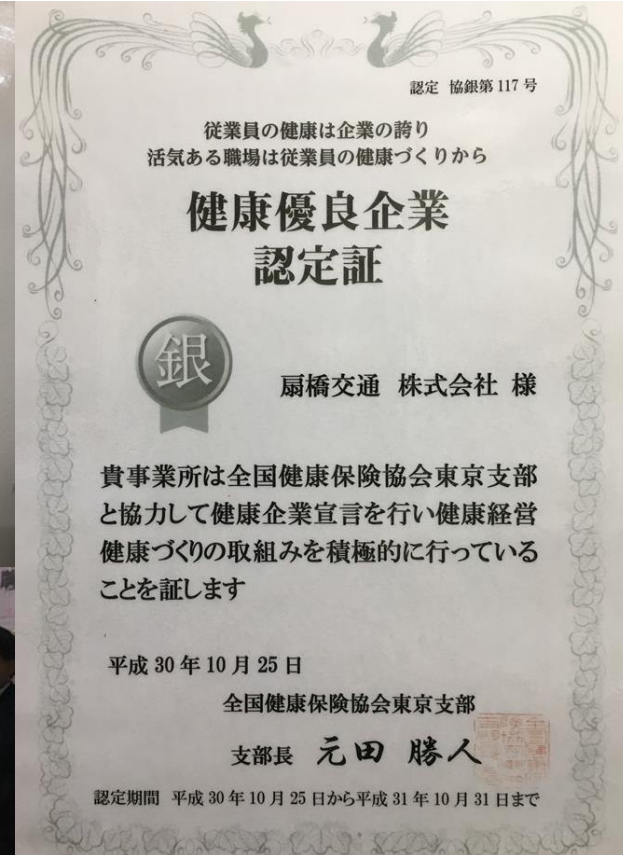 認定 協銀第117号
従業員の健康は企業の誇り
活気ある職場は従業員の健康づくりから
健康優良企業
認定証
銀
扇橋交通 株式会社 様
貴事業所は全国健康保険協会東京支部
と協力して健康企業宣言を行い健康経営
健康づくりの取組みを積極的に行っている
ことを証します
平成30年10月25日
全国健康保険協会東京支部
支部長 元田 勝人
認定期間 平成30年10月25日から平成31年10月31日まで